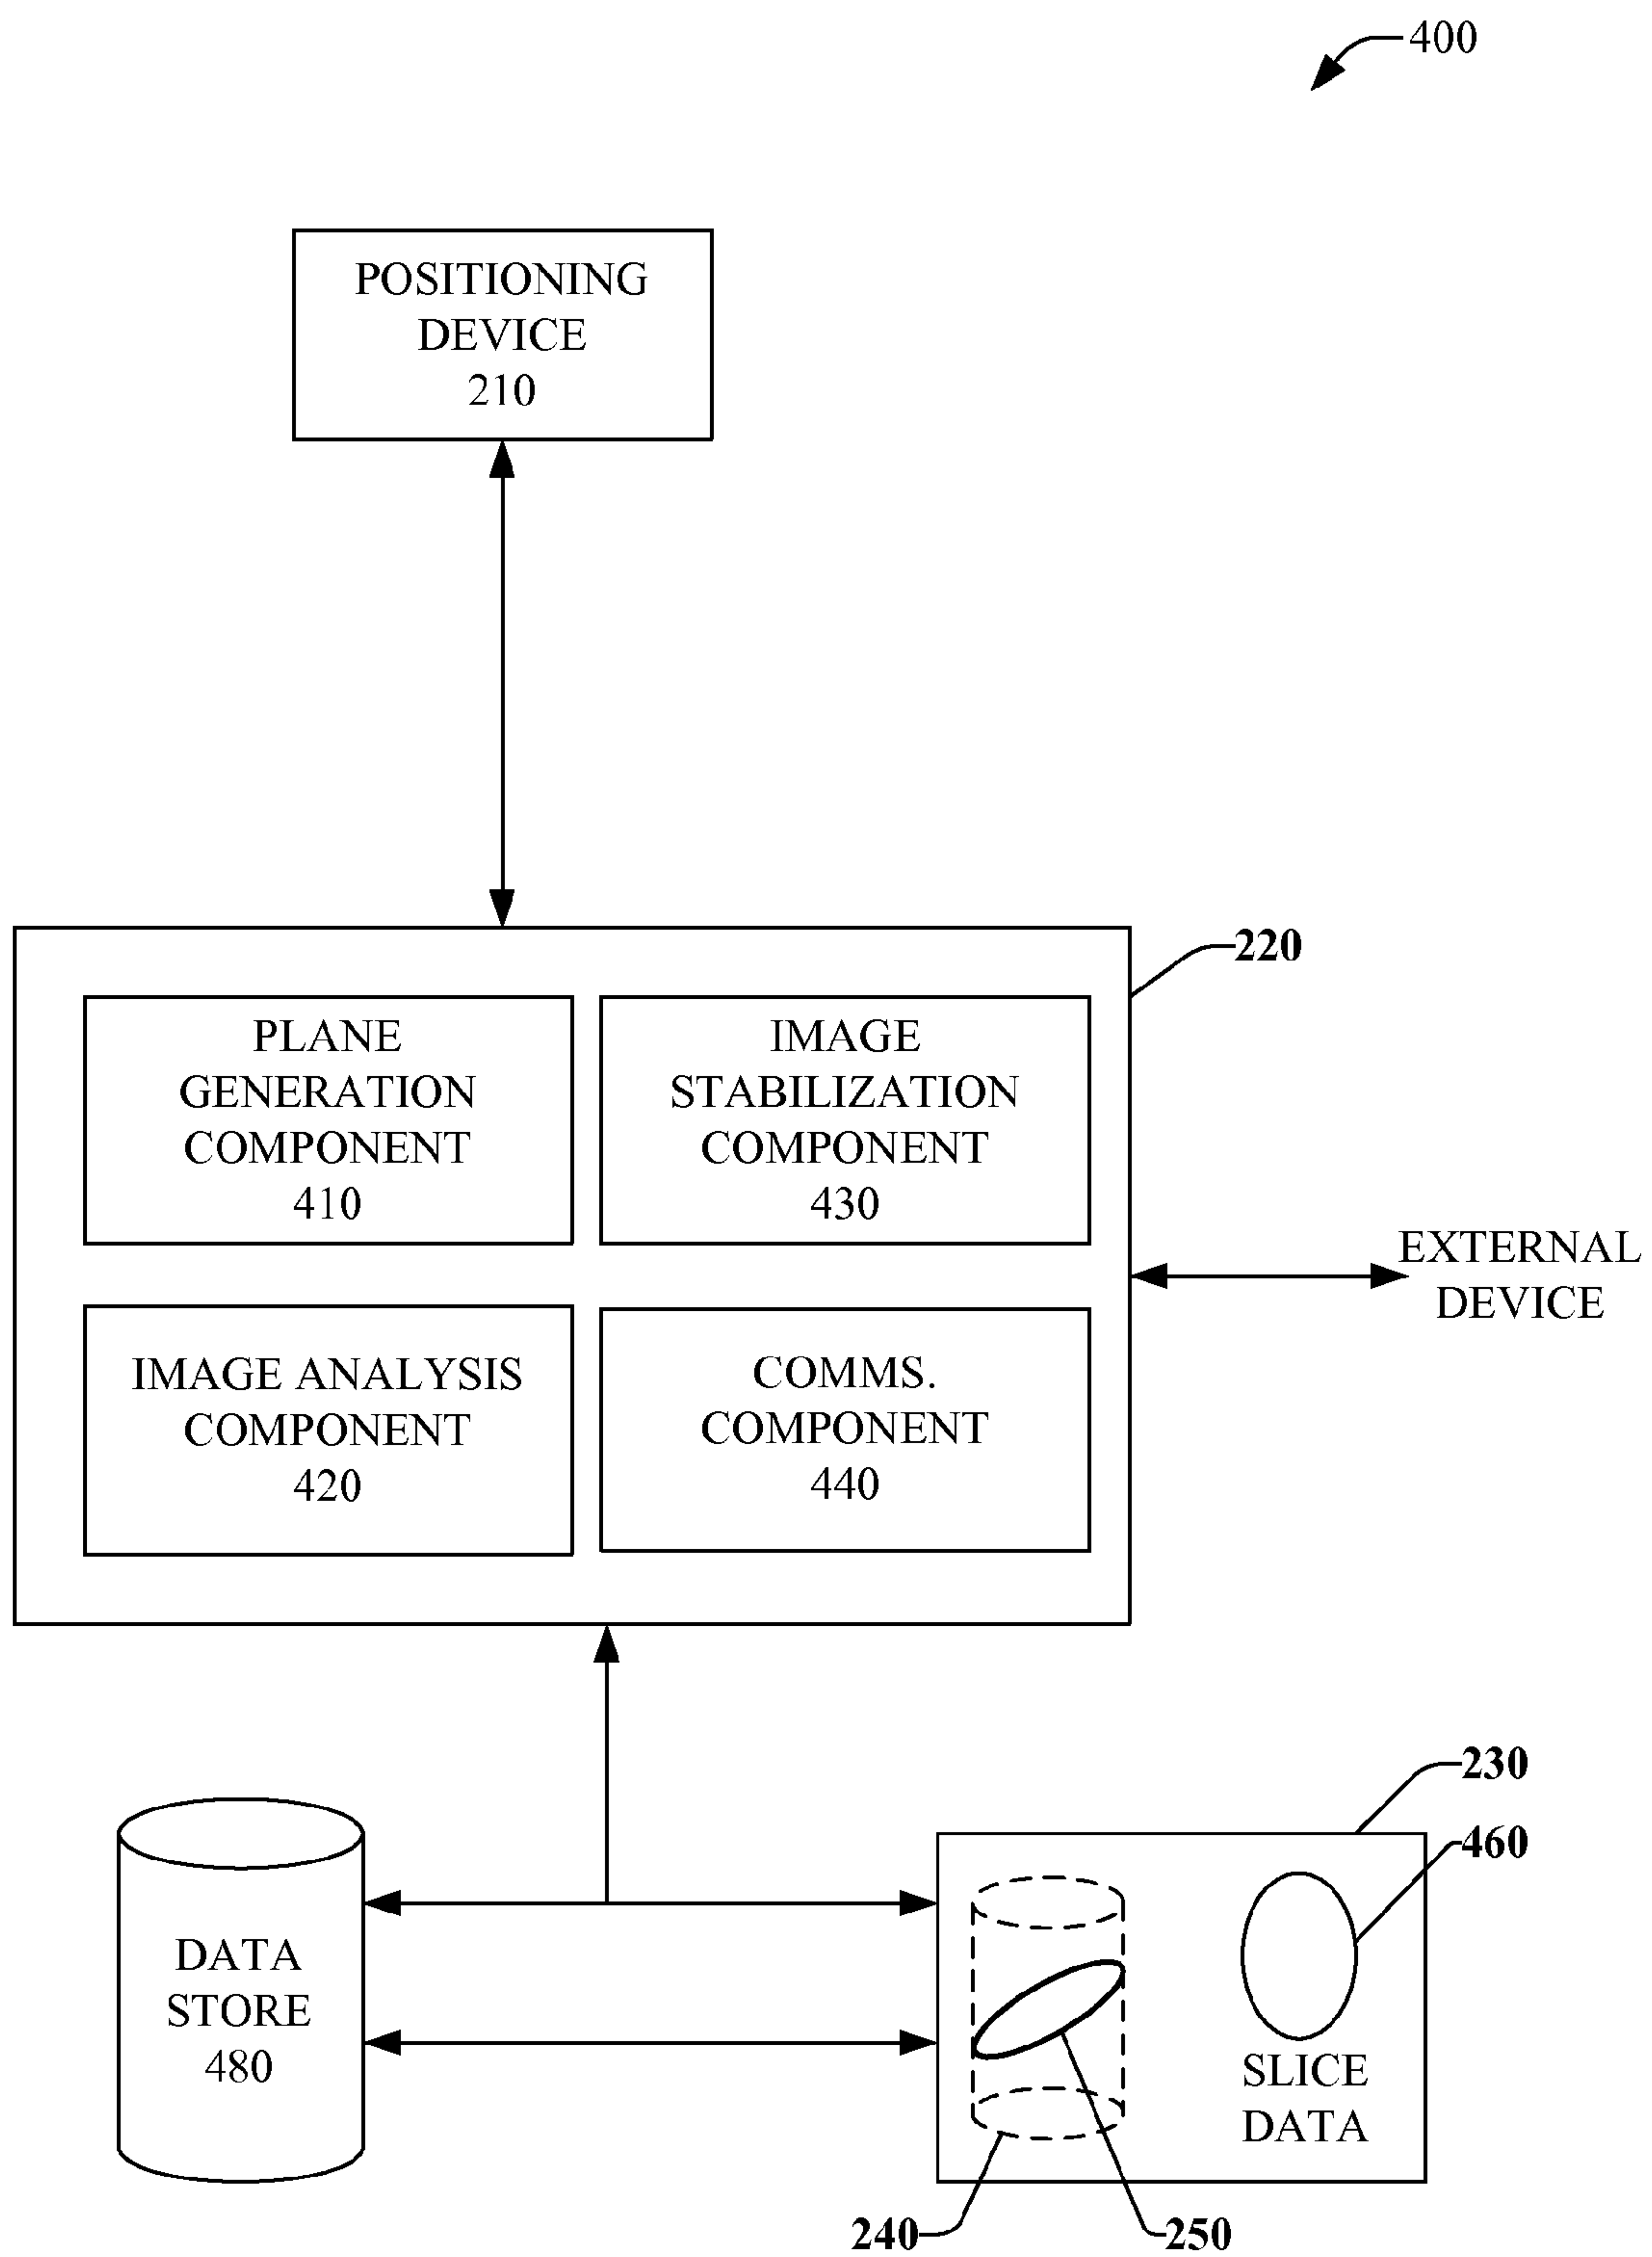 400
POSITIONING
DEVICE
210
220
PLANE
GENERATION
COMPONENT
410
IMAGE
STABILIZATION
COMPONENT
430
EXTERNAL
DEVICE
IMAGE ANALYSIS
COMPONENT
420
COMMS.
COMPONENT
440
230
460
DATA
STORE
480
SLICE
DATA
240
250